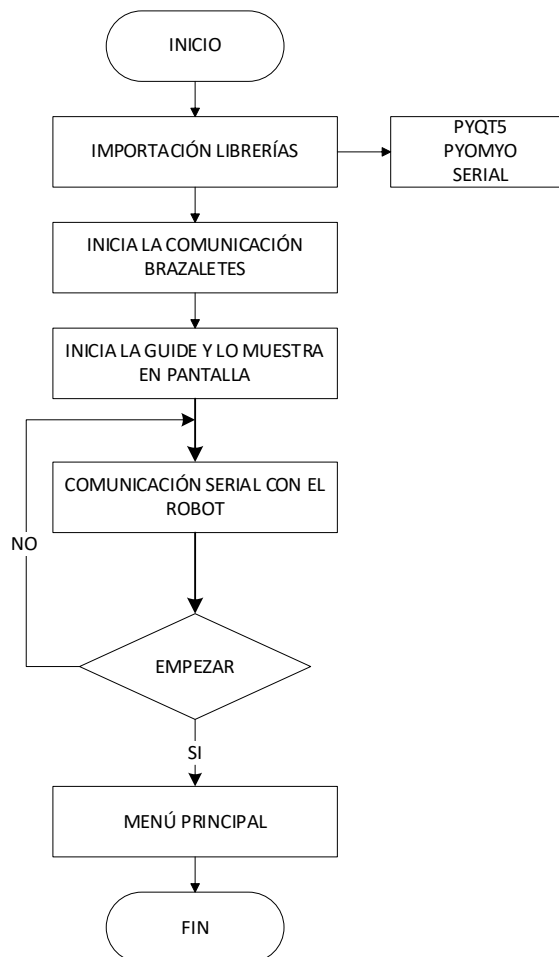 INICIO
IMPORTACIÓN LIBRERÍAS
PYQT5
PYOMYO
SERIAL
INICIA LA COMUNICACIÓN
BRAZALETES
INICIA LA GUIDE Y LO MUESTRA
EN PANTALLA
COMUNICACIÓN SERIAL CON EL
ROBOT
NO
EMPEZAR
SI
MENÚ PRINCIPAL
FIN